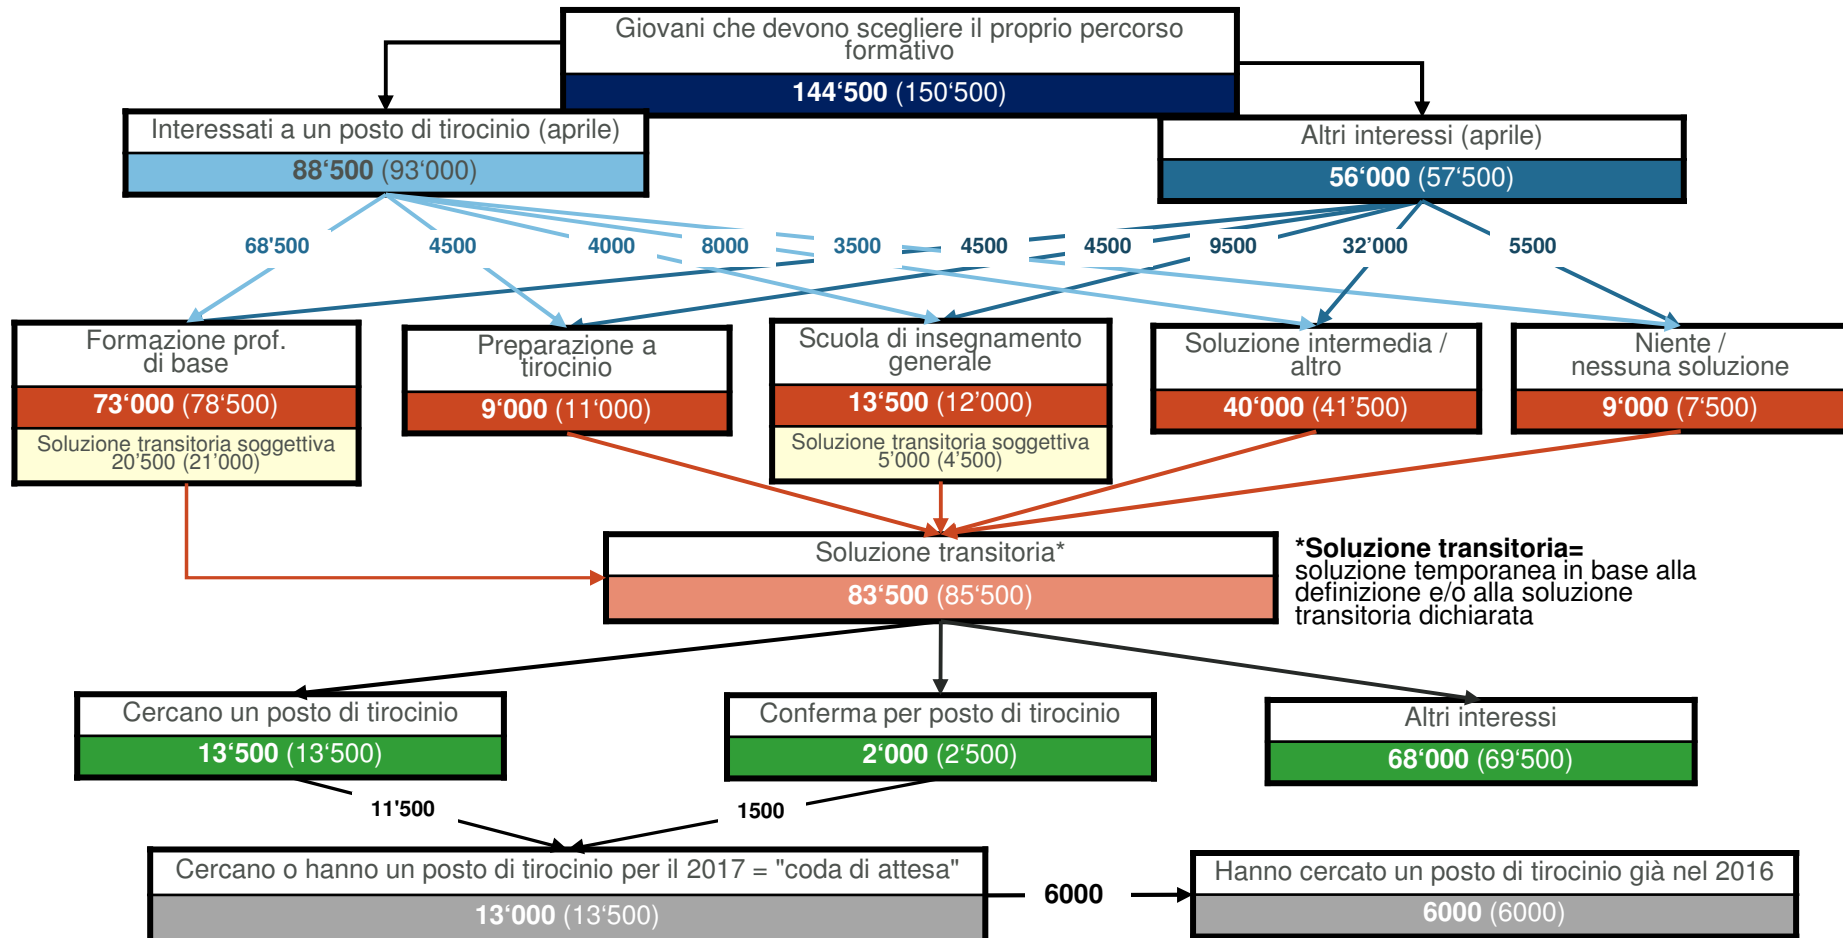 Giovani che devono scegliere il proprio percorso
formativo
144‘500 (150‘500)
Interessati a un posto di tirocinio (aprile)
88‘500 (93‘000)
Altri interessi (aprile)
56‘000 (57‘500)
68'500
4500
4000
8000
3500
4500
4500
9500
32’000
5500
Formazione prof.
di base
73‘000 (78‘500)
Soluzione transitoria soggettiva
20’500 (21’000)
Preparazione a
tirocinio
9‘000 (11‘000)
Scuola di insegnamento
generale
13‘500 (12’000)
Soluzione transitoria soggettiva
5’000 (4’500)
Soluzione intermedia /
altro
40‘000 (41’500)
Niente /
nessuna soluzione
9‘000 (7‘500)
Soluzione transitoria*
83‘500 (85‘500)
*Soluzione transitoria=
soluzione temporanea in base alla
definizione e/o alla soluzione
transitoria dichiarata
Cercano un posto di tirocinio
13‘500 (13‘500)
Conferma per posto di tirocinio
2‘000 (2‘500)
Altri interessi
68‘000 (69‘500)
11'500
1500
Cercano o hanno un posto di tirocinio per il 2017 = "coda di attesa"
13‘000 (13‘500)
6000
Hanno cercato un posto di tirocinio già nel 2016
6000 (6000)